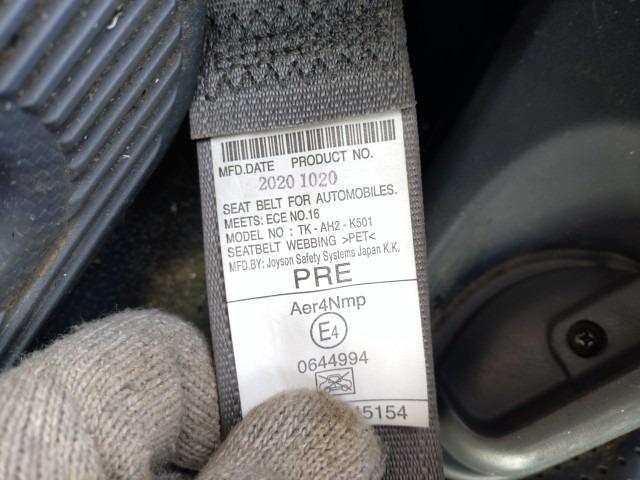 MFD.DATE PRODUCT NO.
2020 1020
SEAT BELT FOR AUTOMOBILES.
MEETS: ECE NO.16
MODEL NO : TK - AH2 - K501
SEATBELT WEBBING >PET<
MFD.BY: Joyson Safety Systems Japan K.K.
PRE
Aer4Nmp
E4
0644994
5154